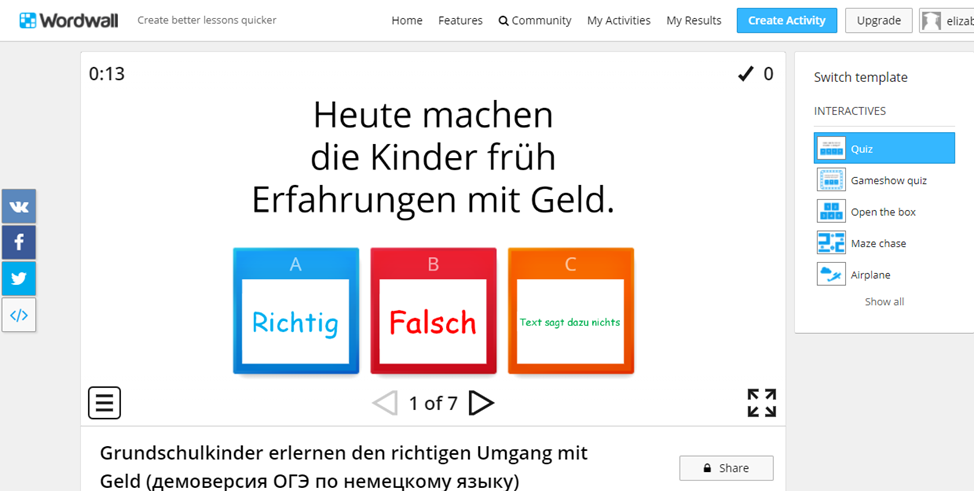 Wordwall Create better lessons quicker Home Features Community My Activities My Results Create Activity Upgrade elizab
0:13
0
Heute machen
die Kinder früh
Erfahrungen mit Geld.
A B C
Richtig Falsch Text sagt dazu nichts
1 of 7
Grundschulkinder erlernen den richtigen Umgang mit
Geld (демоверсия ОГЭ по немецкому языку)
Share
Switch template
INTERACTIVES
Quiz
Gameshow quiz
Open the box
Maze chase
Airplane
Show all